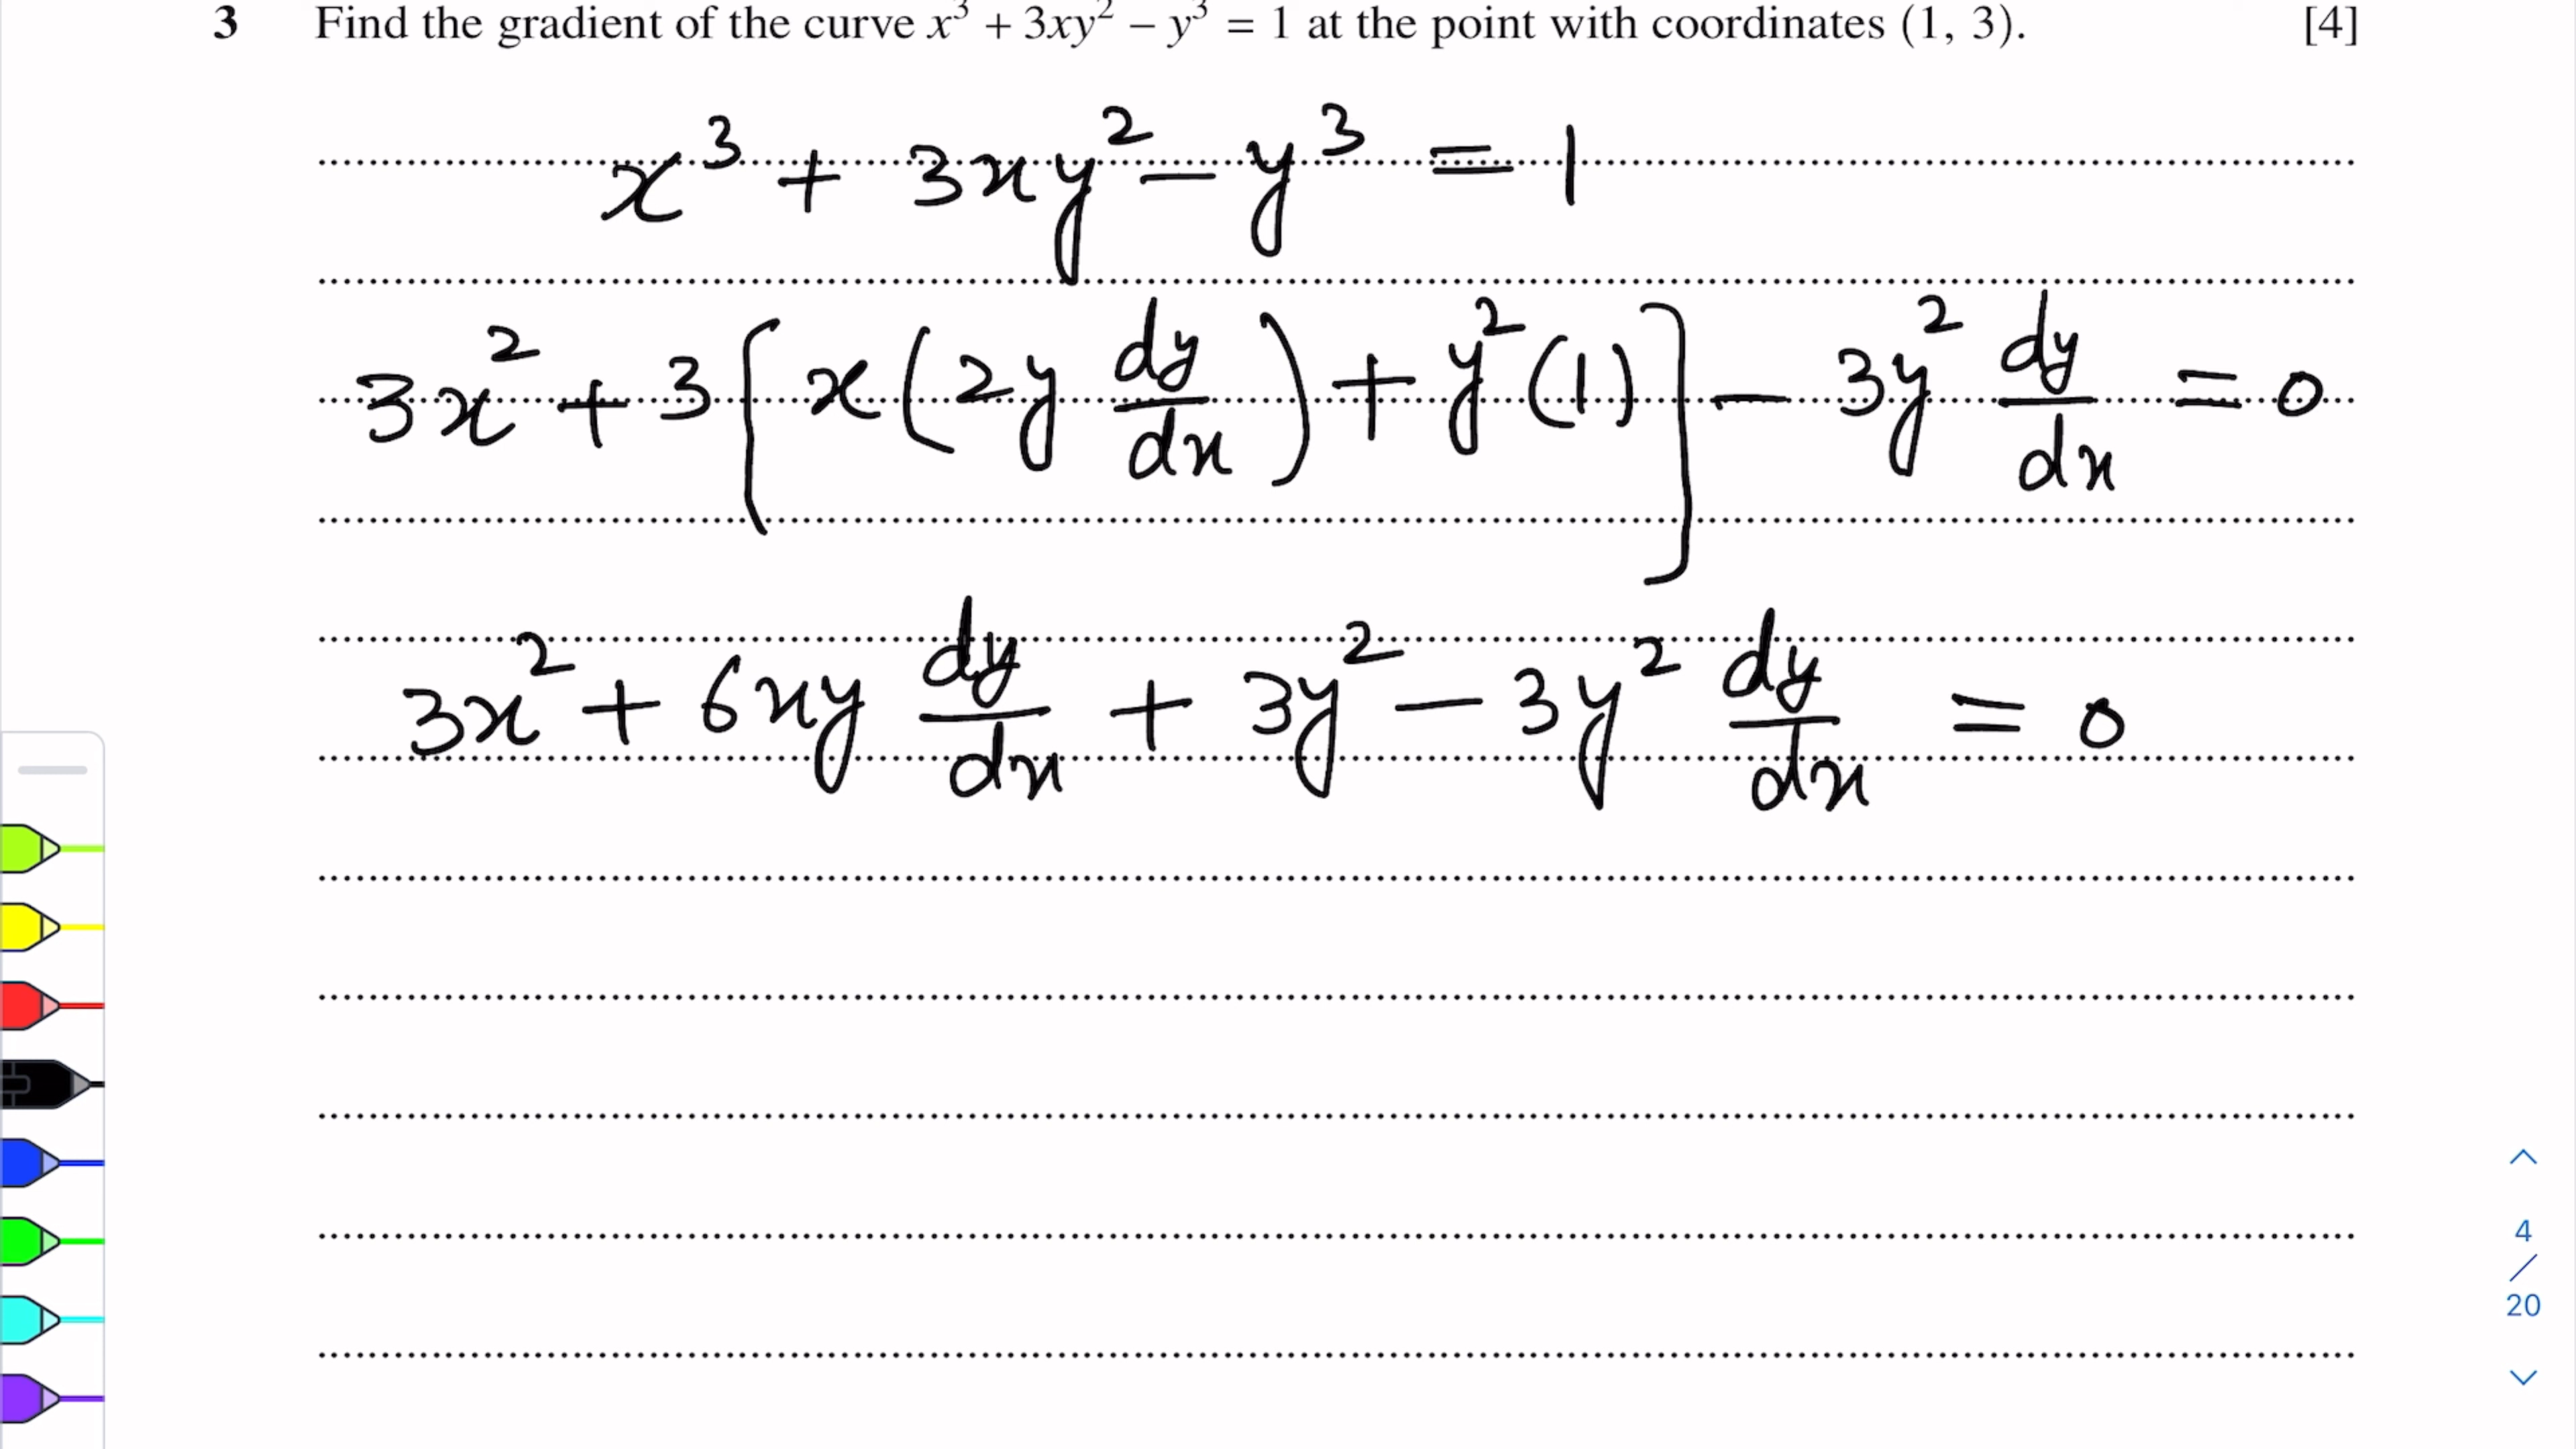 3 Find the gradient of the curve x³ + 3xy² − y³ = 1 at the point with coordinates (1, 3). [4]
x³ + 3xy² − y³ = 1
3x² + 3[x(2y dy/dx) + y²(1)] − 3y² dy/dx = 0
3x² + 6xy dy/dx + 3y² − 3y² dy/dx = 0
4
/
20